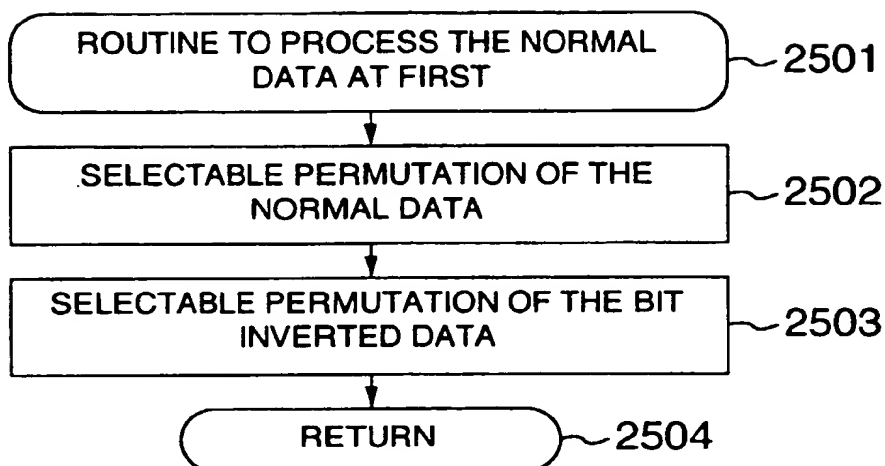 ROUTINE TO PROCESS THE NORMAL
DATA AT FIRST
2501
SELECTABLE PERMUTATION OF THE
NORMAL DATA
2502
SELECTABLE PERMUTATION OF THE BIT
INVERTED DATA
2503
RETURN
2504